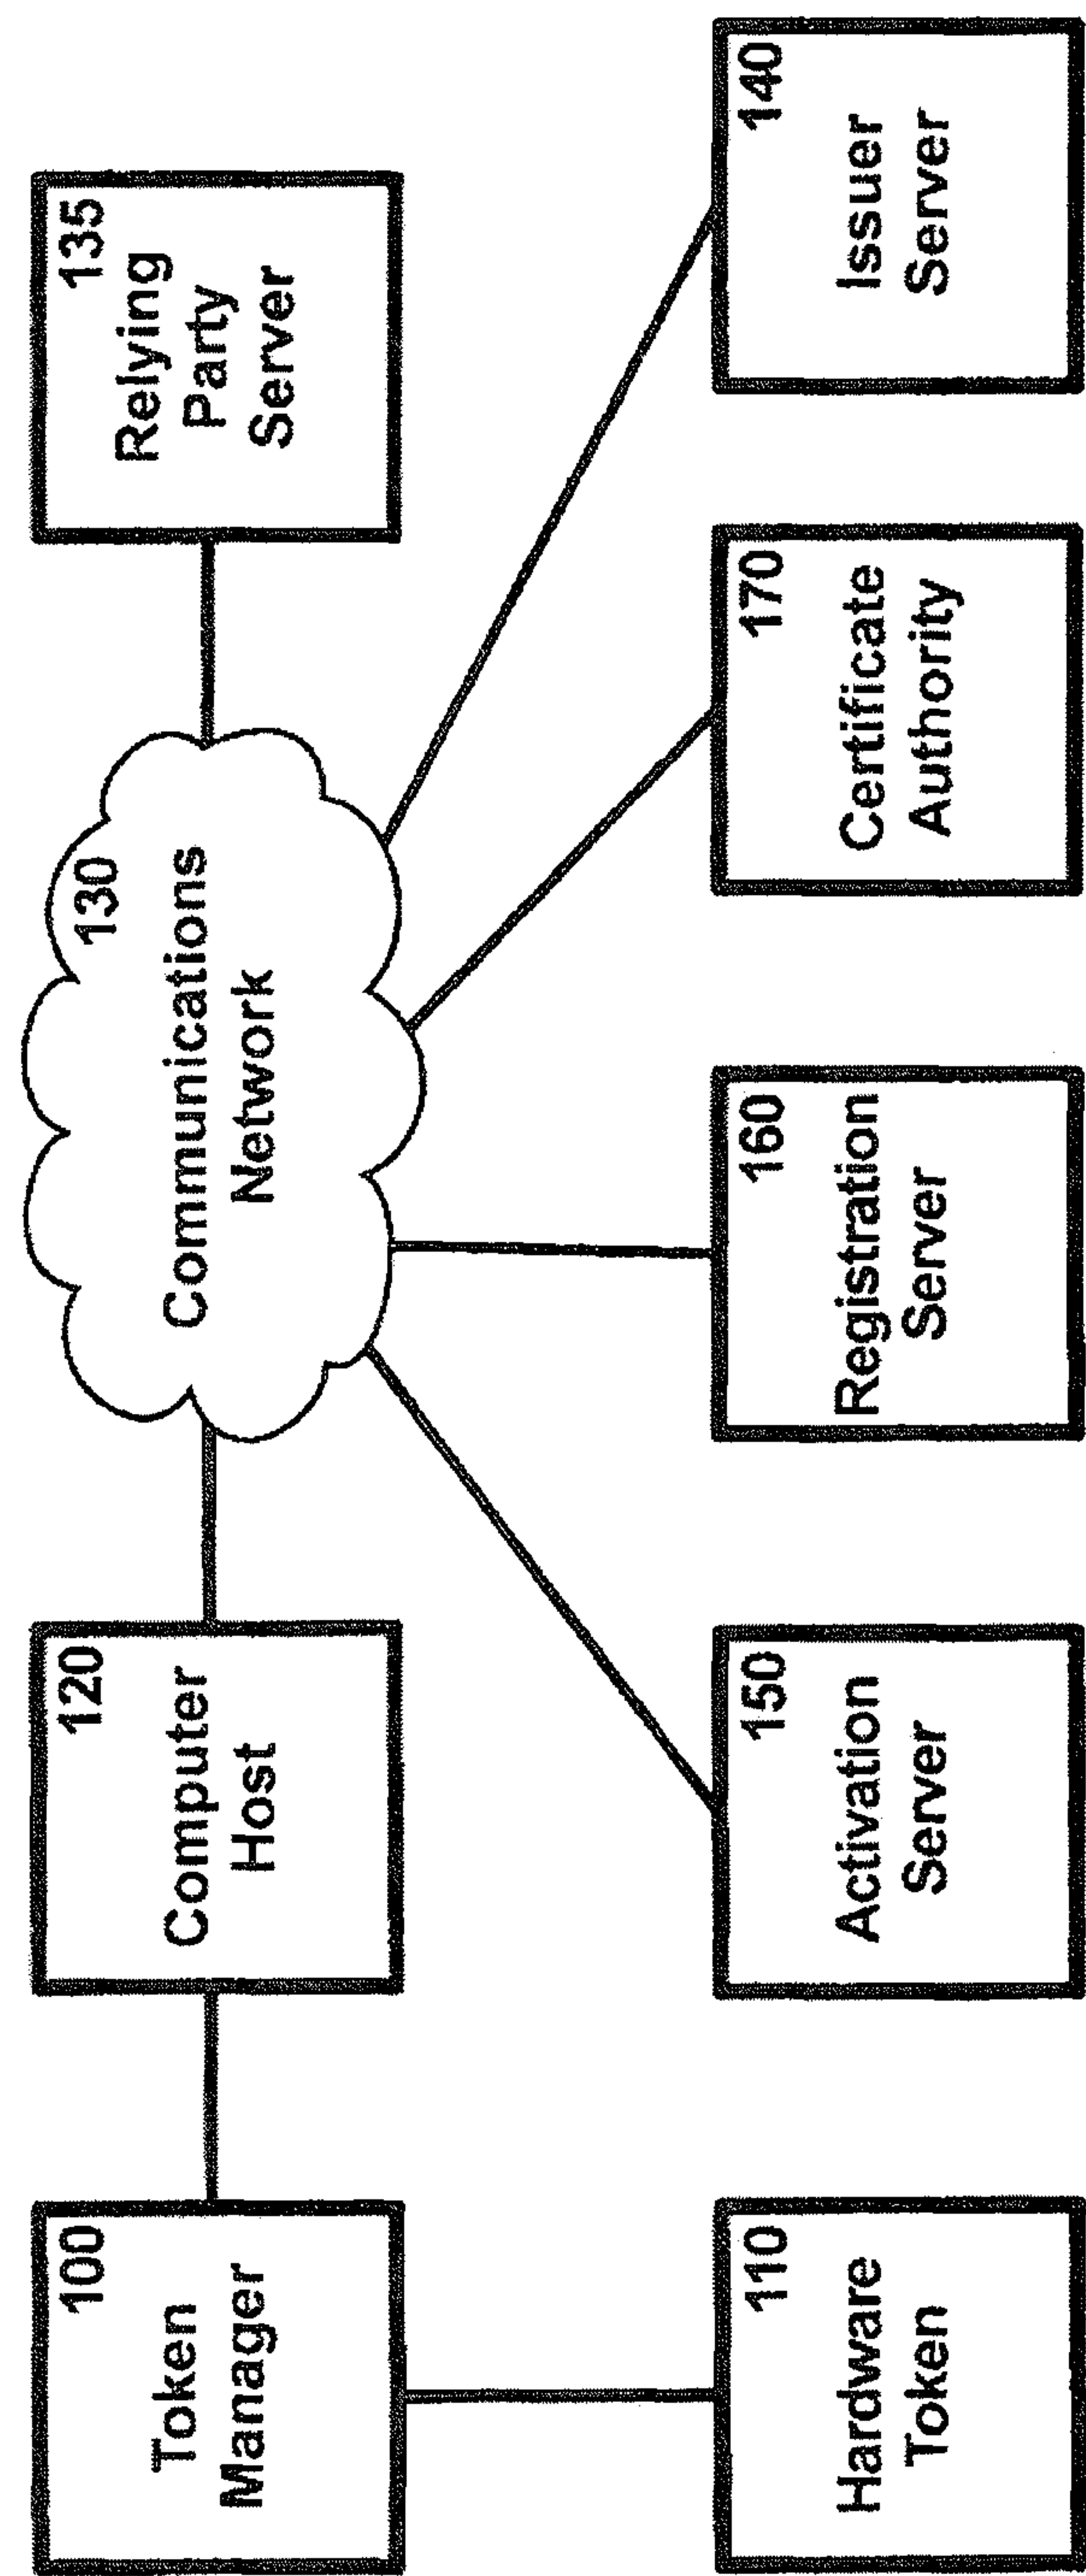 100
Token
Manager
120
Computer
Host
130
Communications
Network
135
Relying
Party
Server
110
Hardware
Token
150
Activation
Server
160
Registration
Server
170
Certificate
Authority
140
Issuer
Server